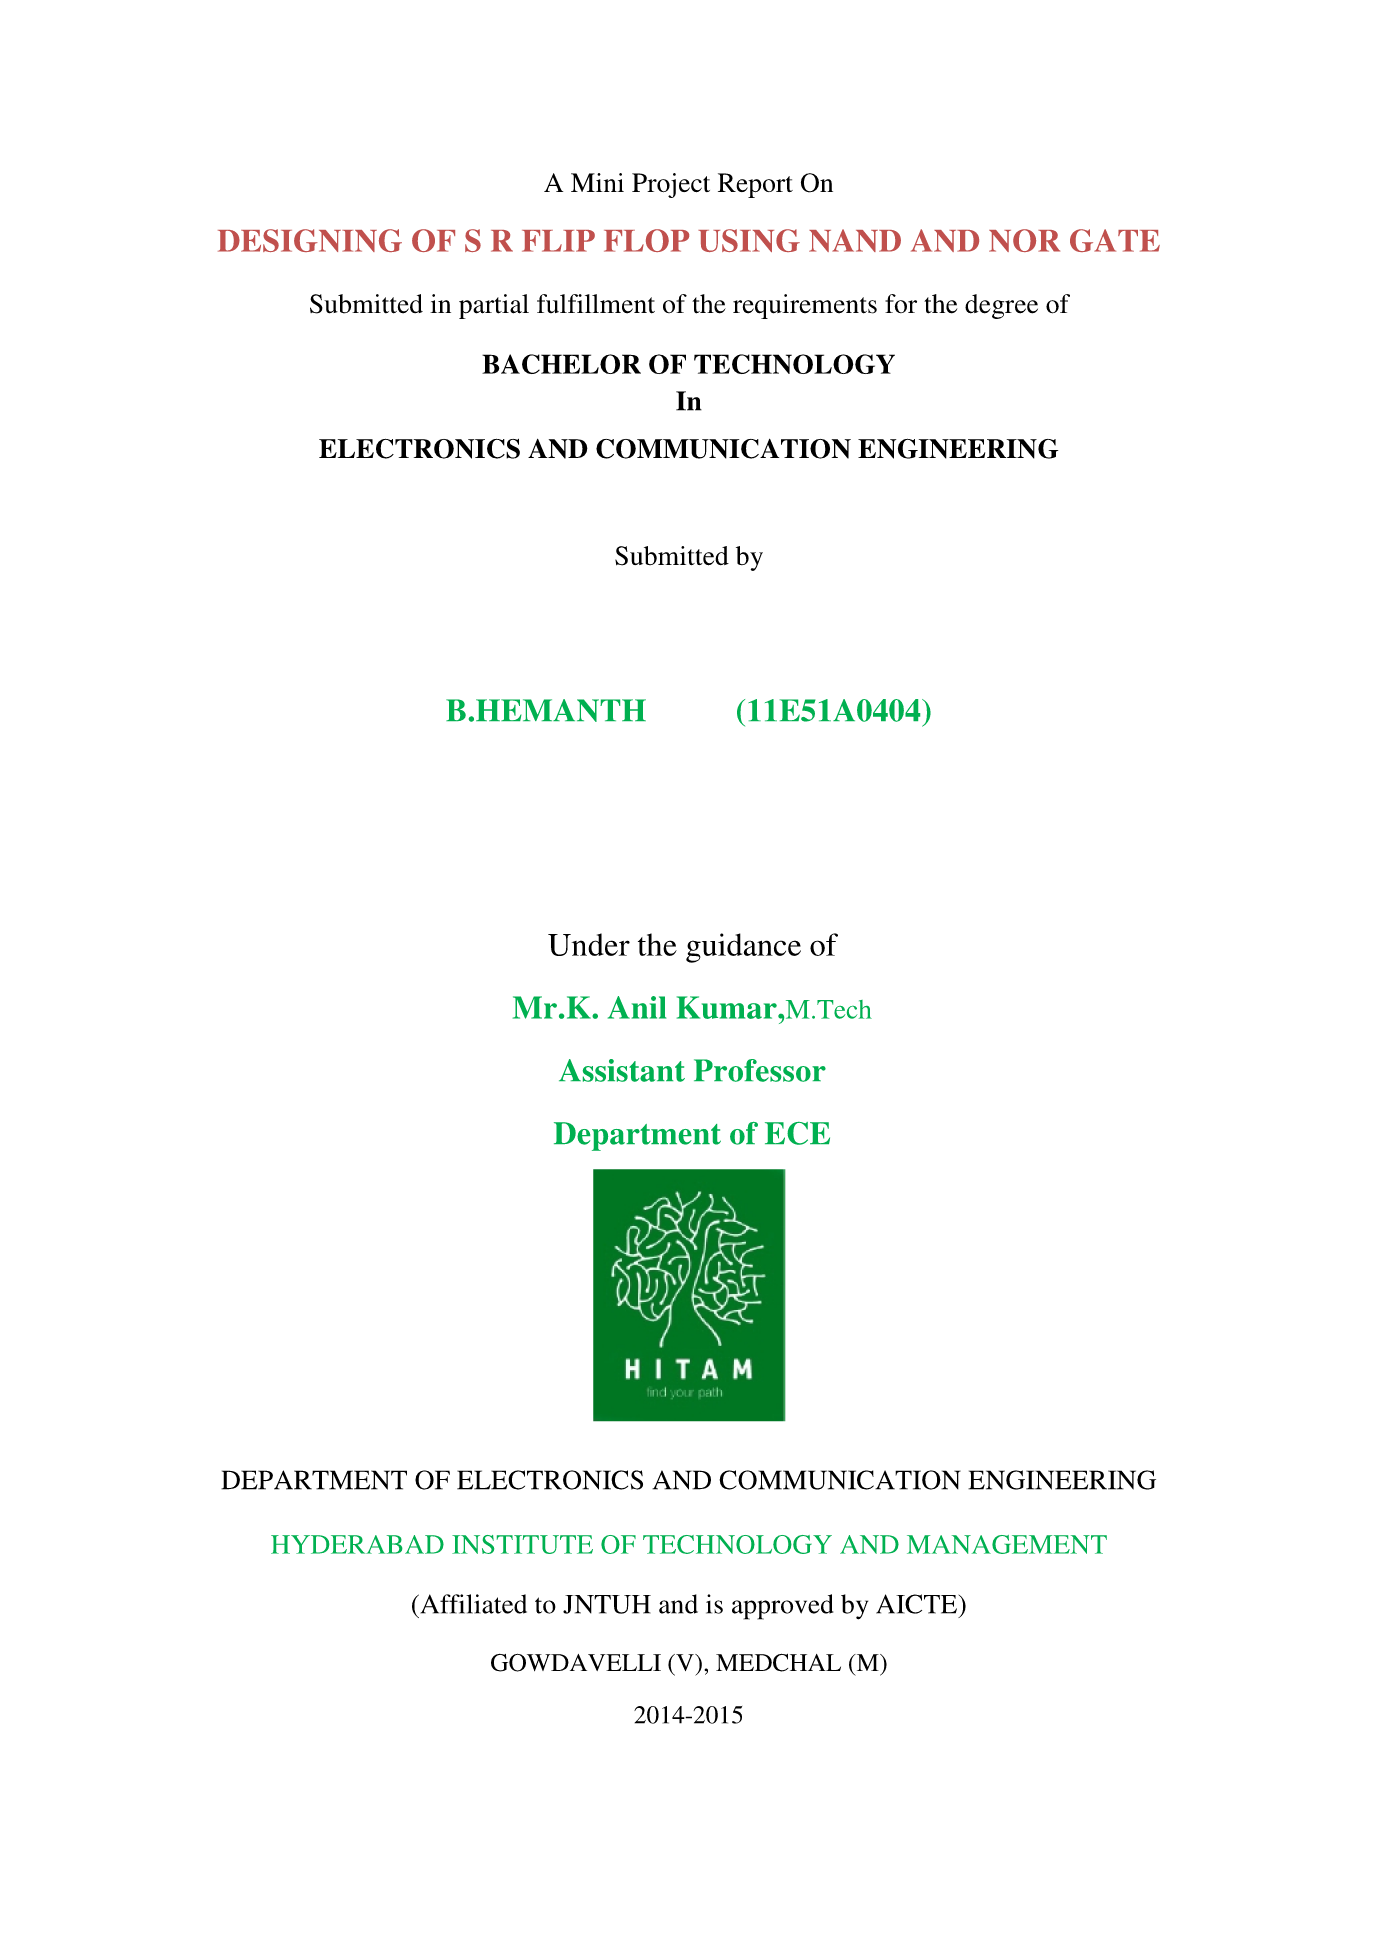 A Mini Project Report On
DESIGNING OF S R FLIP FLOP USING NAND AND NOR GATE
Submitted in partial fulfillment of the requirements for the degree of
BACHELOR OF TECHNOLOGY
In
ELECTRONICS AND COMMUNICATION ENGINEERING
Submitted by
B.HEMANTH (11E51A0404)
Under the guidance of
Mr.K. Anil Kumar,M.Tech
Assistant Professor
Department of ECE
HITAM
find your path
DEPARTMENT OF ELECTRONICS AND COMMUNICATION ENGINEERING
HYDERABAD INSTITUTE OF TECHNOLOGY AND MANAGEMENT
(Affiliated to JNTUH and is approved by AICTE)
GOWDAVELLI (V), MEDCHAL (M)
2014-2015